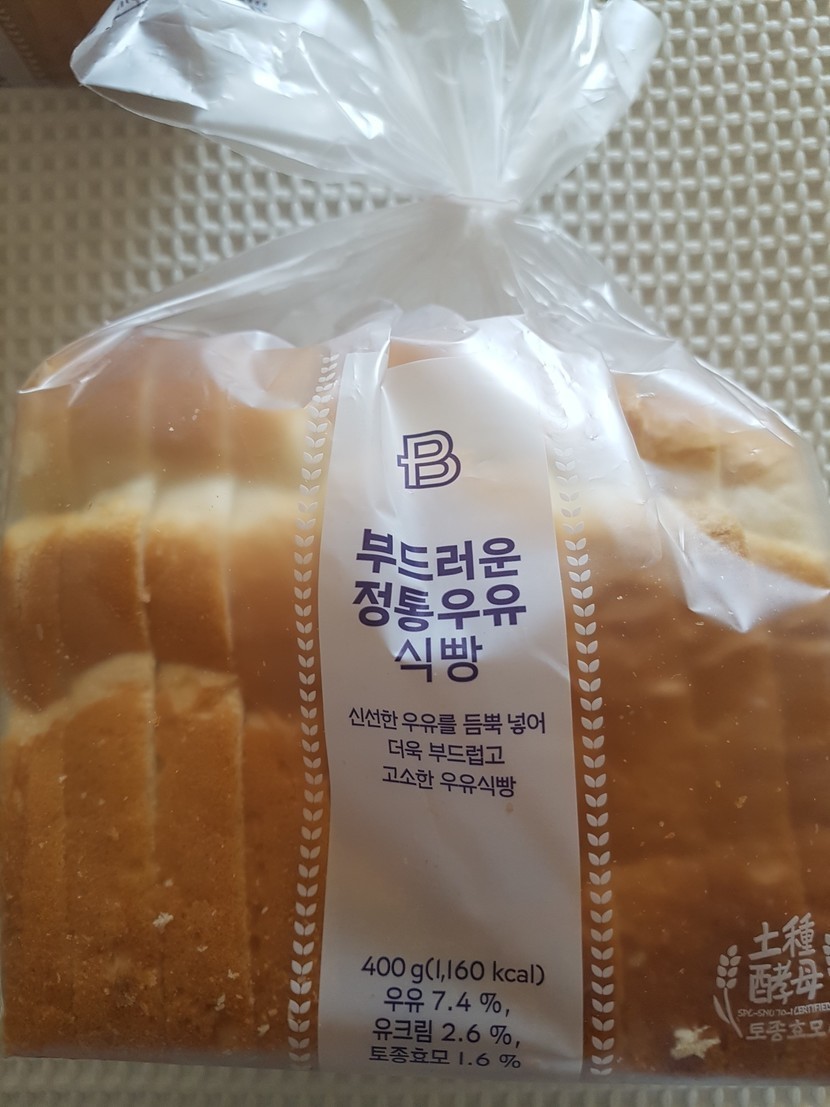 B
부드러운
정통우유
식빵
신선한 우유를 듬뿍 넣어
더욱 부드럽고
고소한 우유식빵
400g(1,160 kcal)
우유 7.4 %,
유크림 2.6 %,
토종효모 1.6 %
土種
酵母
CERTIFIED
토종효모